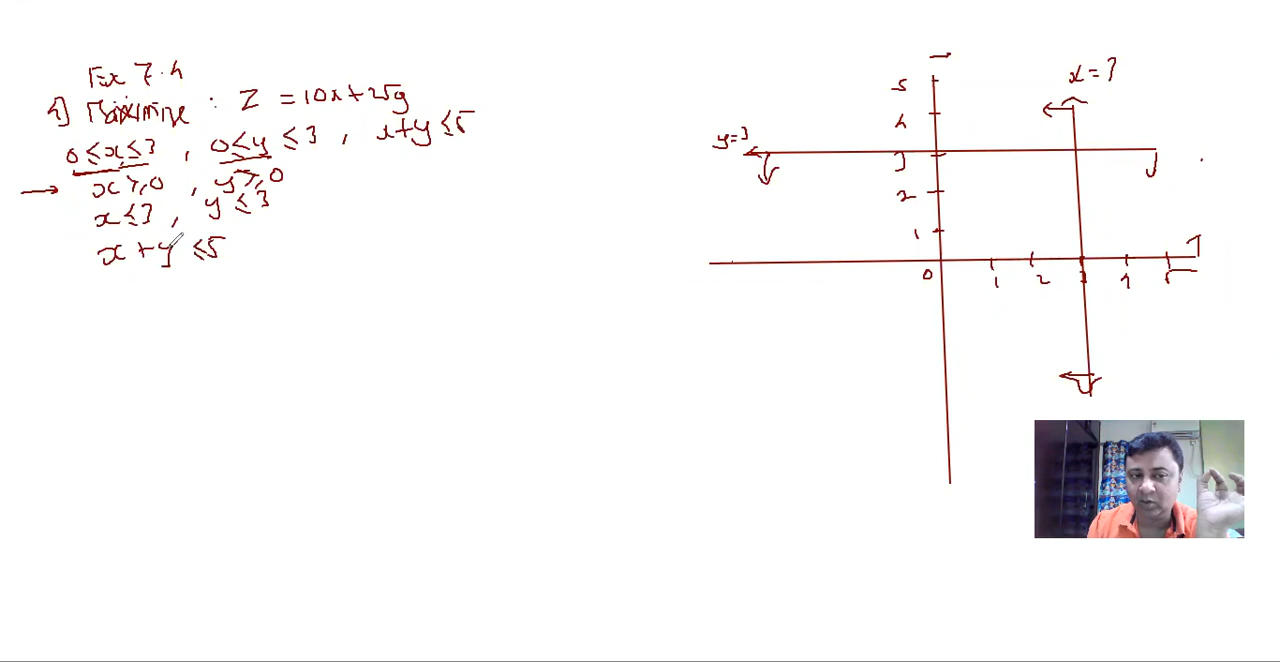 Ex 7.4
4] Maximize : Z = 10x + 25y
0 ≤ x ≤ 3 , 0 ≤ y ≤ 3 , x + y ≤ 5
→ x ≥ 0 , y ≥ 0
x ≤ 3 , y ≤ 3
x + y ≤ 5
x = 3
y = 3
5
4
3
2
1
0 1 2 3 4 5